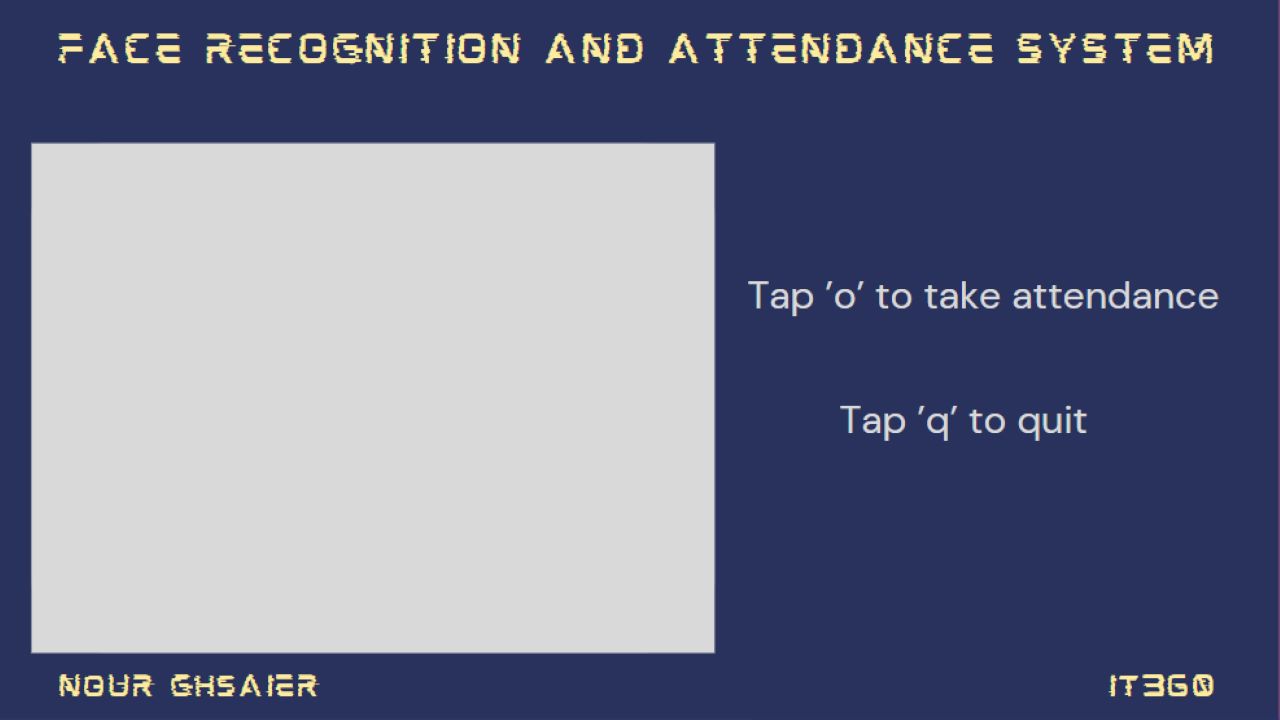 FACE RECOGNITION AND ATTENDANCE SYSTEM
Tap 'o' to take attendance
Tap 'q' to quit
NOUR GHSAIER
IT360